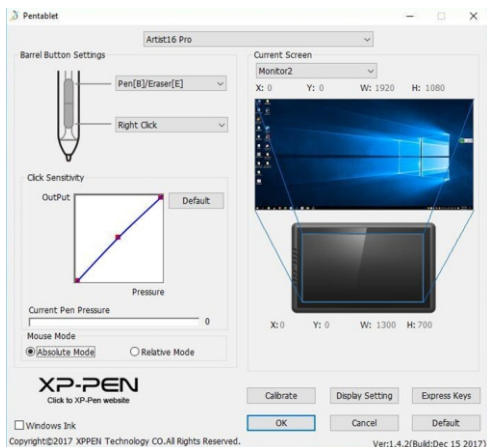 Pentablet
Artist16 Pro
Barrel Button Settings
Pen[B]/Eraser[E]
Right Click
Click Sensitivity
OutPut
Default
Pressure
Current Pen Pressure
0
Mouse Mode
Absolute Mode
Relative Mode
XP-PEN
Click to XP-Pen website
Windows Ink
Copyright©2017 XPPEN Technology CO.All Rights Reserved.
Current Screen
Monitor2
X: 0 Y: 0 W: 1920 H: 1080
X: 0 Y: 0 W: 1300 H: 700
Calibrate Display Setting Express Keys
OK Cancel Default
Ver:1.4.2(Build:Dec 15 2017)